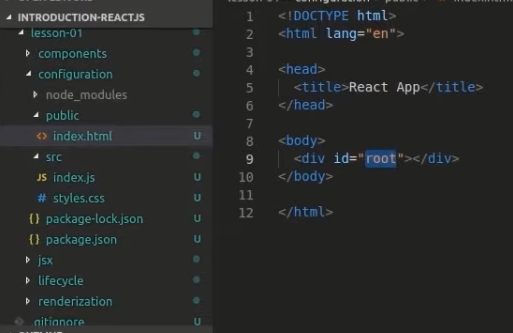 INTRODUCTION-REACTJS
lesson-01
components
configuration
node_modules
public
<> index.html U
src
JS index.js U
# styles.css U
{} package-lock.json U
{} package.json U
jsx
lifecycle
renderization
.gitignore U
1 <!DOCTYPE html>
2 <html lang="en">
3
4 <head>
5 <title>React App</title>
6 </head>
7
8 <body>
9 <div id="root"></div>
10 </body>
11
12 </html>